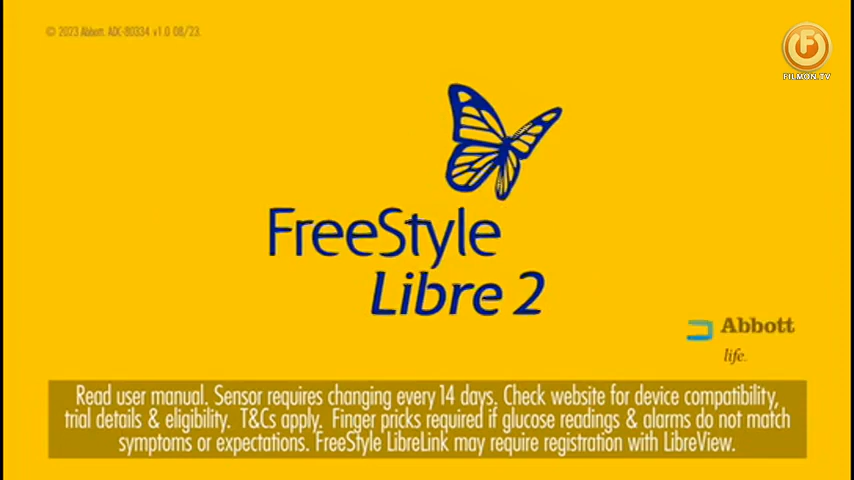 © 2023 Abbott. ADC-80334 v1.0 08/23.
F
FILMON TV
FreeStyle
Libre 2
Abbott
life.
Read user manual. Sensor requires changing every 14 days. Check website for device compatibility,
trial details & eligibility. T&Cs apply. Finger pricks required if glucose readings & alarms do not match
symptoms or expectations. FreeStyle LibreLink may require registration with LibreView.